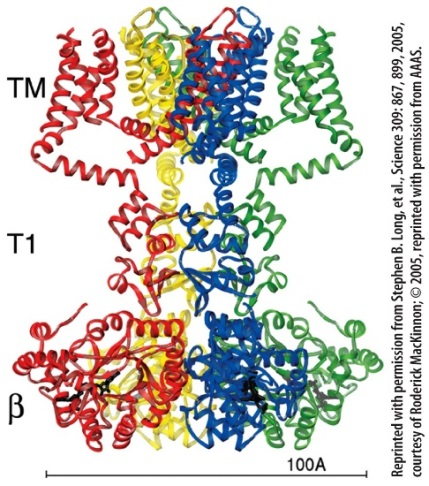 TM
T1
β
100A
Reprinted with permission from Stephen B. Long, et al., Science 309: 867, 899, 2005,
courtesy of Roderick MacKinnon; © 2005, reprinted with permission from AAAS.